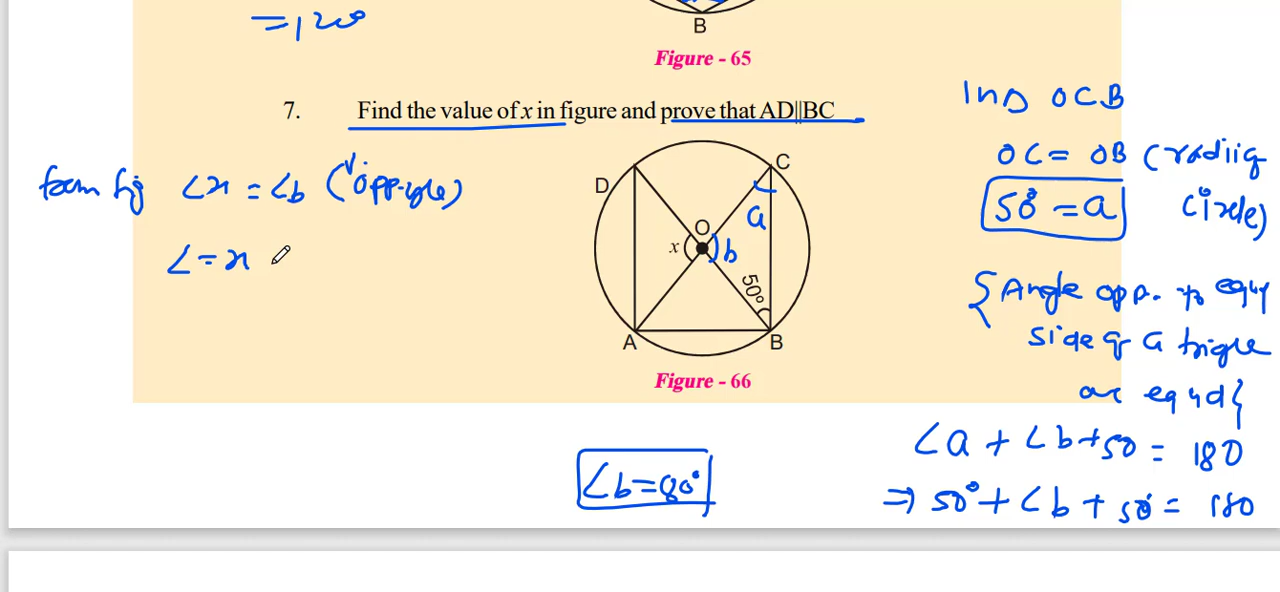 =120°
B
Figure - 65
7. Find the value of x in figure and prove that AD||BC
In Δ OCB
OC = OB (radii of
circle)
50° = a
{Angle opp. to equal
side of a
are equal}
∠a + ∠b + 50 = 180
⇒ 50° + ∠b + 50° = 180
from fig ∠x = ∠b (V. opp. angle)
∠=x
D
C
O
a
x
b
50°
A
B
Figure - 66
∠b = 80°